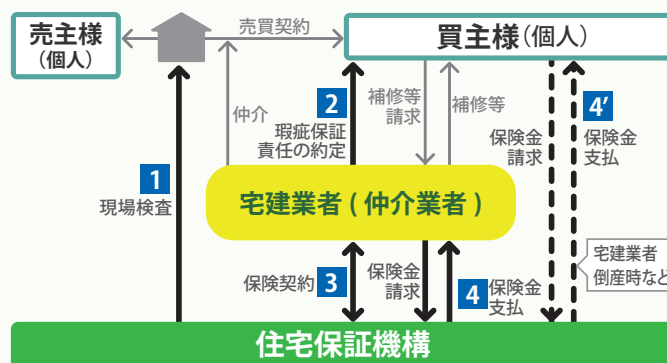 売主様
（個人）
売買契約
買主様（個人）
仲介
2
瑕疵保証
責任の約定
補修等
請求
補修等
保険金
請求
4’
保険金
支払
1
現場検査
宅建業者 ( 仲介業者 )
宅建業者
倒産時など
保険契約
3
保険金
請求
4
保険金
支払
住宅保証機構